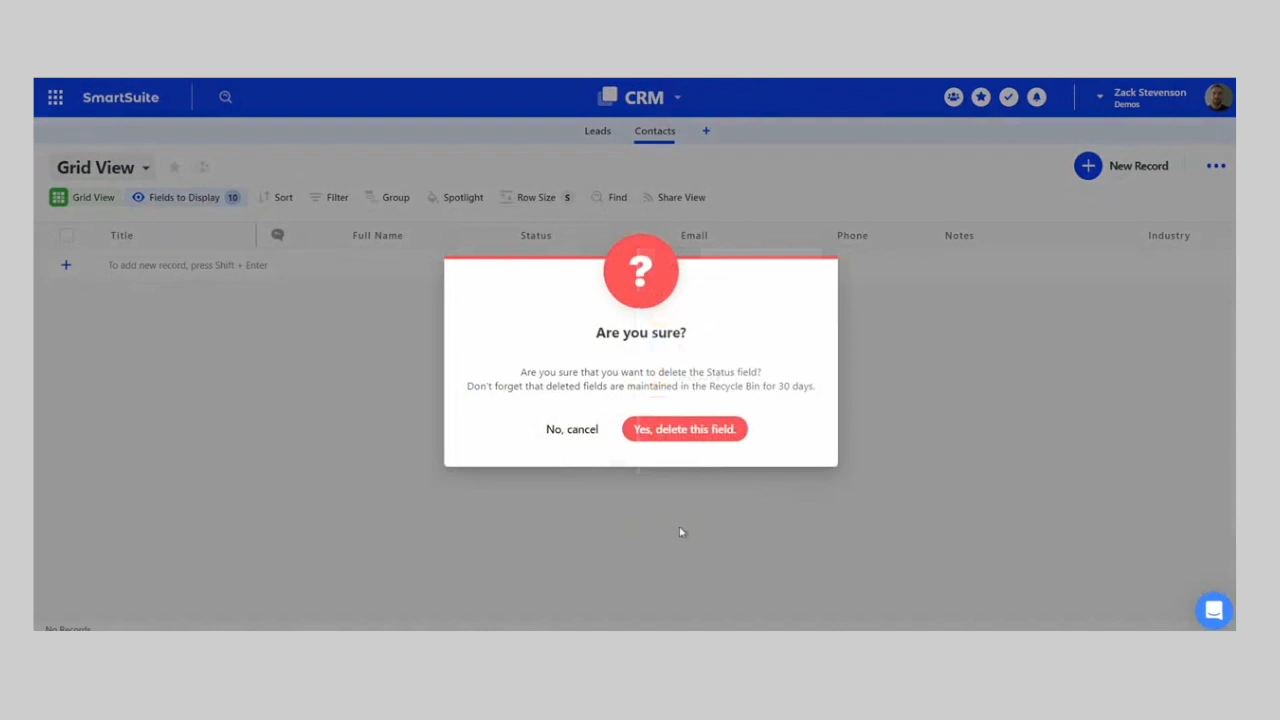 SmartSuite
CRM
Zack Stevenson
Demos
Leads
Contacts
Grid View
New Record
Grid View
Fields to Display 10
Sort
Filter
Group
Spotlight
Row Size S
Find
Share View
Title
Full Name
Status
Email
Phone
Notes
Industry
To add new record, press Shift + Enter
?
Are you sure?
Are you sure that you want to delete the Status field?
Don't forget that deleted fields are maintained in the Recycle Bin for 30 days.
No, cancel
Yes, delete this field.
No Records